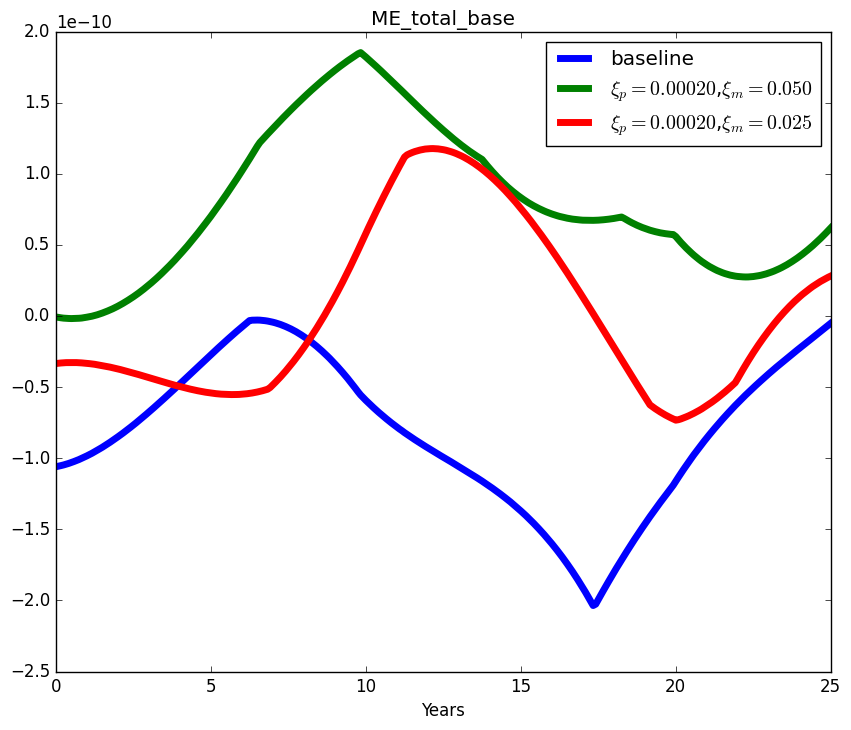 ME_total_base
1e−10
2.0
1.5
1.0
0.5
0.0
−0.5
−1.0
−1.5
−2.0
−2.5
baseline
ξp = 0.00020,ξm = 0.050
ξp = 0.00020,ξm = 0.025
0 5 10 15 20 25
Years